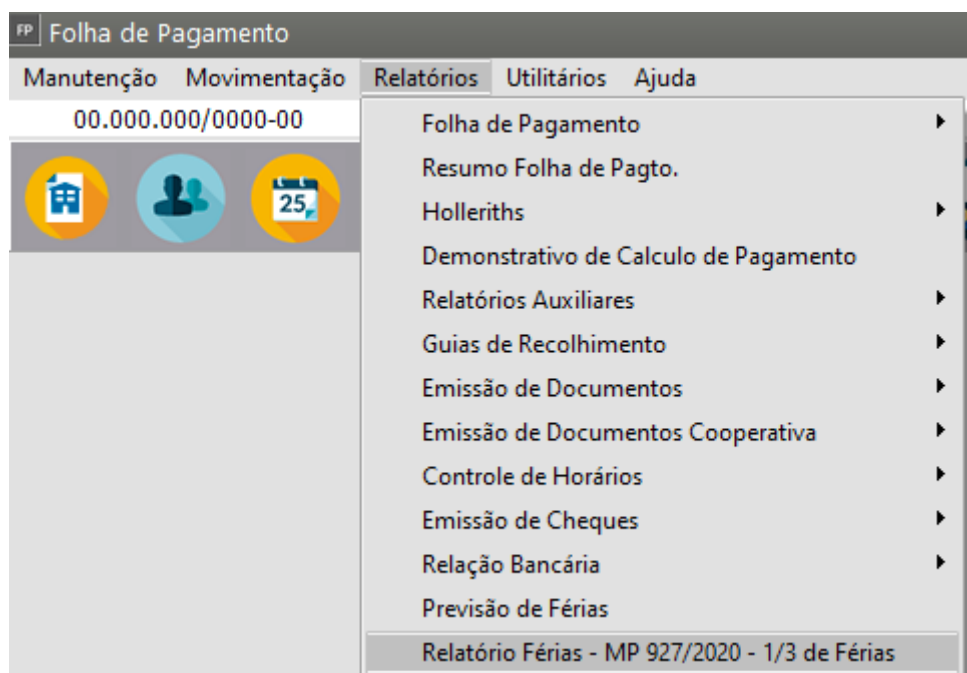 FP Folha de Pagamento
Manutenção Movimentação Relatórios Utilitários Ajuda
00.000.000/0000-00
25
Folha de Pagamento
Resumo Folha de Pagto.
Holleriths
Demonstrativo de Calculo de Pagamento
Relatórios Auxiliares
Guias de Recolhimento
Emissão de Documentos
Emissão de Documentos Cooperativa
Controle de Horários
Emissão de Cheques
Relação Bancária
Previsão de Férias
Relatório Férias - MP 927/2020 - 1/3 de Férias